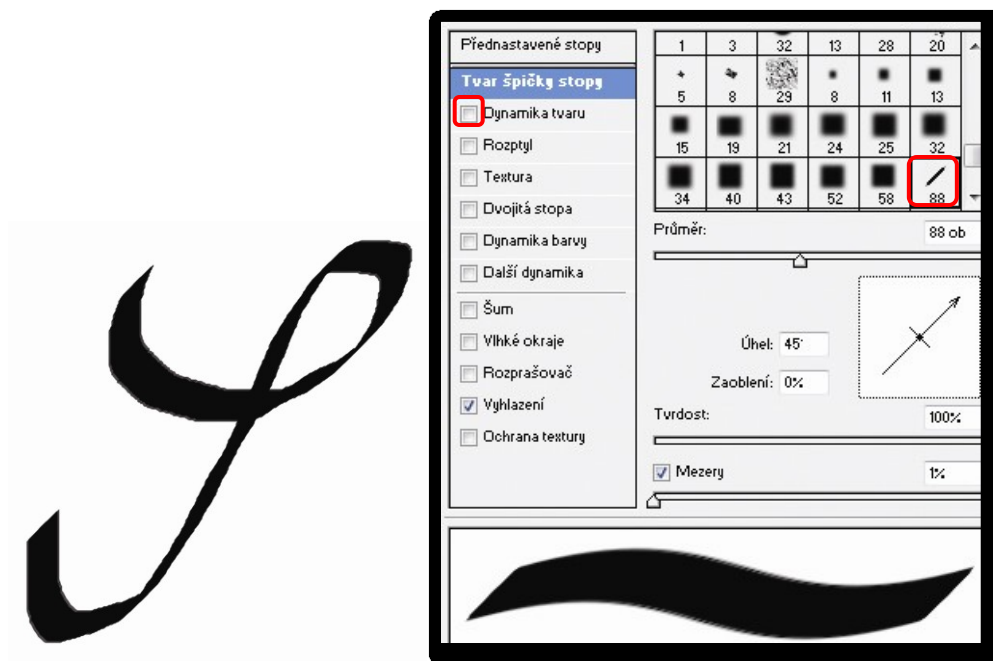 Přednastavené stopy
Tvar špičky stopy
Dynamika tvaru
Rozptyl
Textura
Dvojitá stopa
Dynamika barvy
Další dynamika
Šum
Vlhké okraje
Rozprašovač
Vyhlazení
Ochrana textury
1 3 32 13 28 20
5 8 29 8 11 13
15 19 21 24 25 32
34 40 43 52 58 88
Průměr: 88 ob
Úhel: 45°
Zaoblení: 0%
Tvrdost: 100%
Mezery 1%